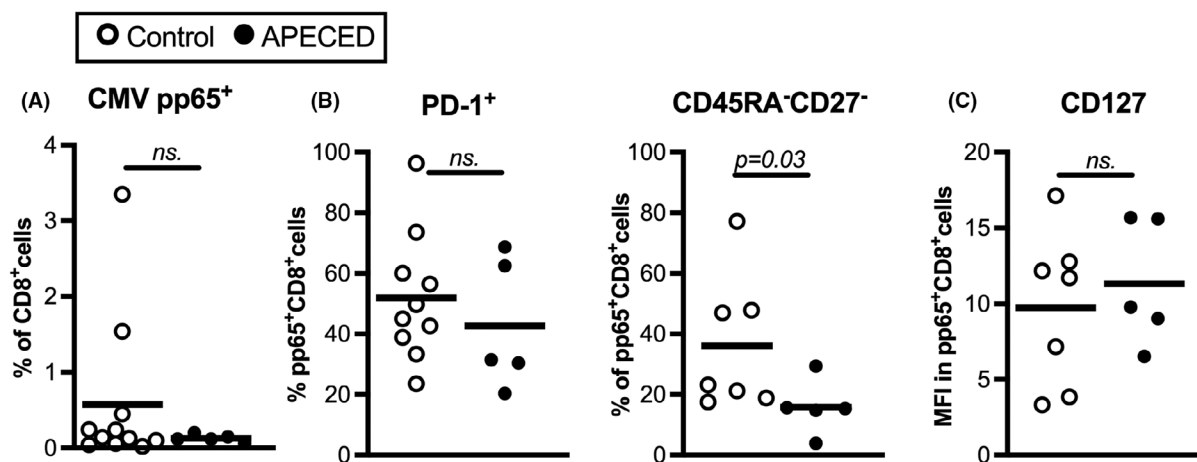 Control APECED
(A) CMV pp65⁺
ns.
% of CD8⁺cells
4
3
2
1
0
(B) PD-1⁺
ns.
% pp65⁺CD8⁺cells
100
80
60
40
20
0
CD45RA⁻CD27⁻
p=0.03
% of pp65⁺CD8⁺cells
100
80
60
40
20
0
(C) CD127
ns.
MFI in pp65⁺CD8⁺cells
20
15
10
5
0